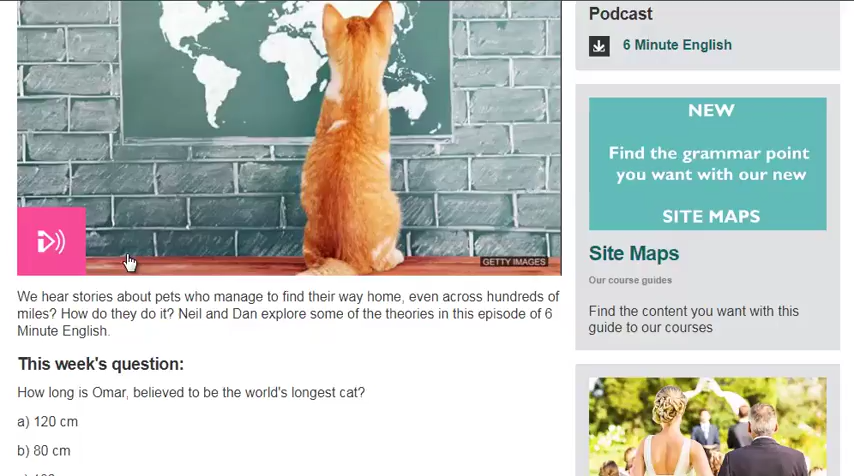 GETTY IMAGES
We hear stories about pets who manage to find their way home, even across hundreds of
miles? How do they do it? Neil and Dan explore some of the theories in this episode of 6
Minute English.
This week's question:
How long is Omar, believed to be the world's longest cat?
a) 120 cm
b) 80 cm
Podcast
6 Minute English
NEW
Find the grammar point
you want with our new
SITE MAPS
Site Maps
Our course guides
Find the content you want with this
guide to our courses